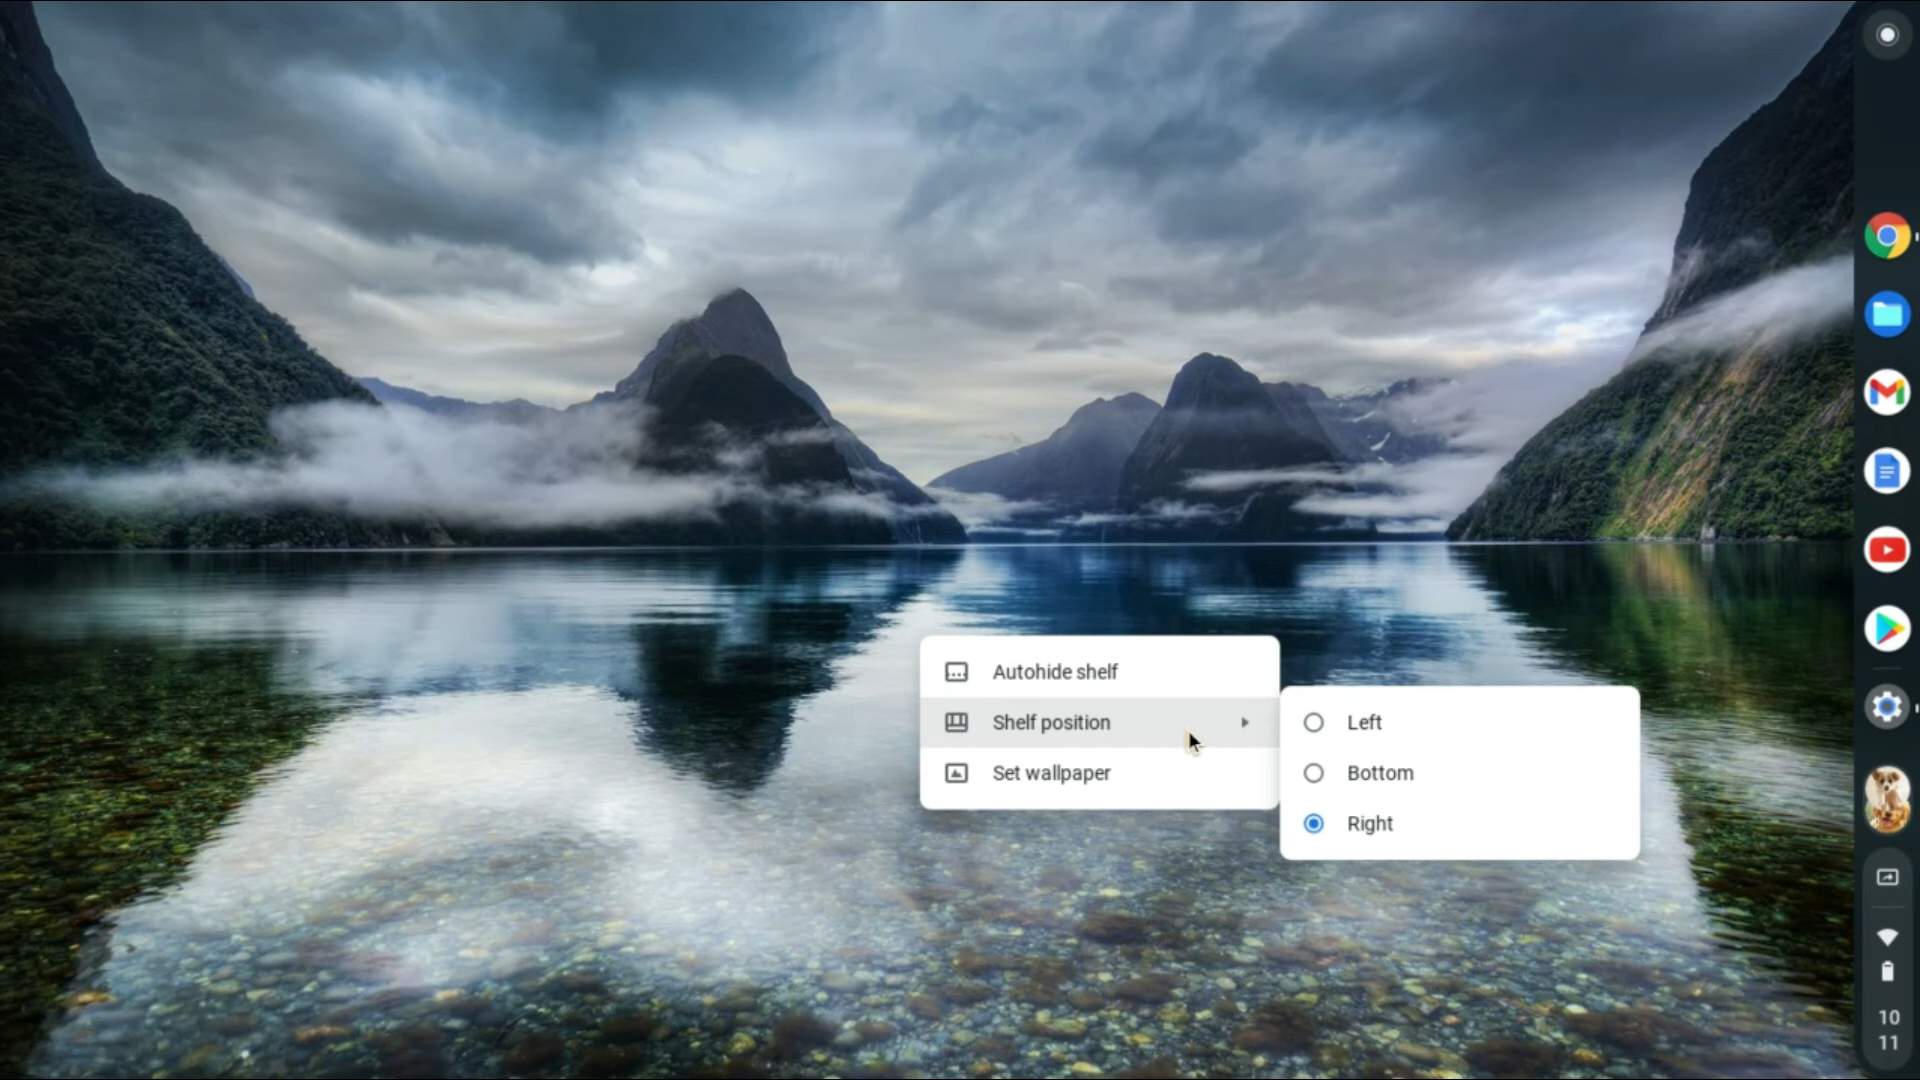 Autohide shelf
Shelf position
Set wallpaper
Left
Bottom
Right
10
11